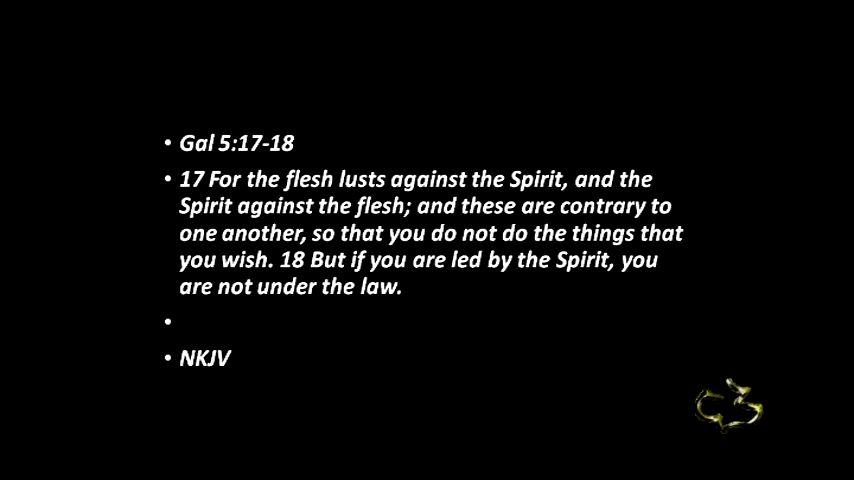 • Gal 5:17-18
• 17 For the flesh lusts against the Spirit, and the
Spirit against the flesh; and these are contrary to
one another, so that you do not do the things that
you wish. 18 But if you are led by the Spirit, you
are not under the law.
•
• NKJV
C3